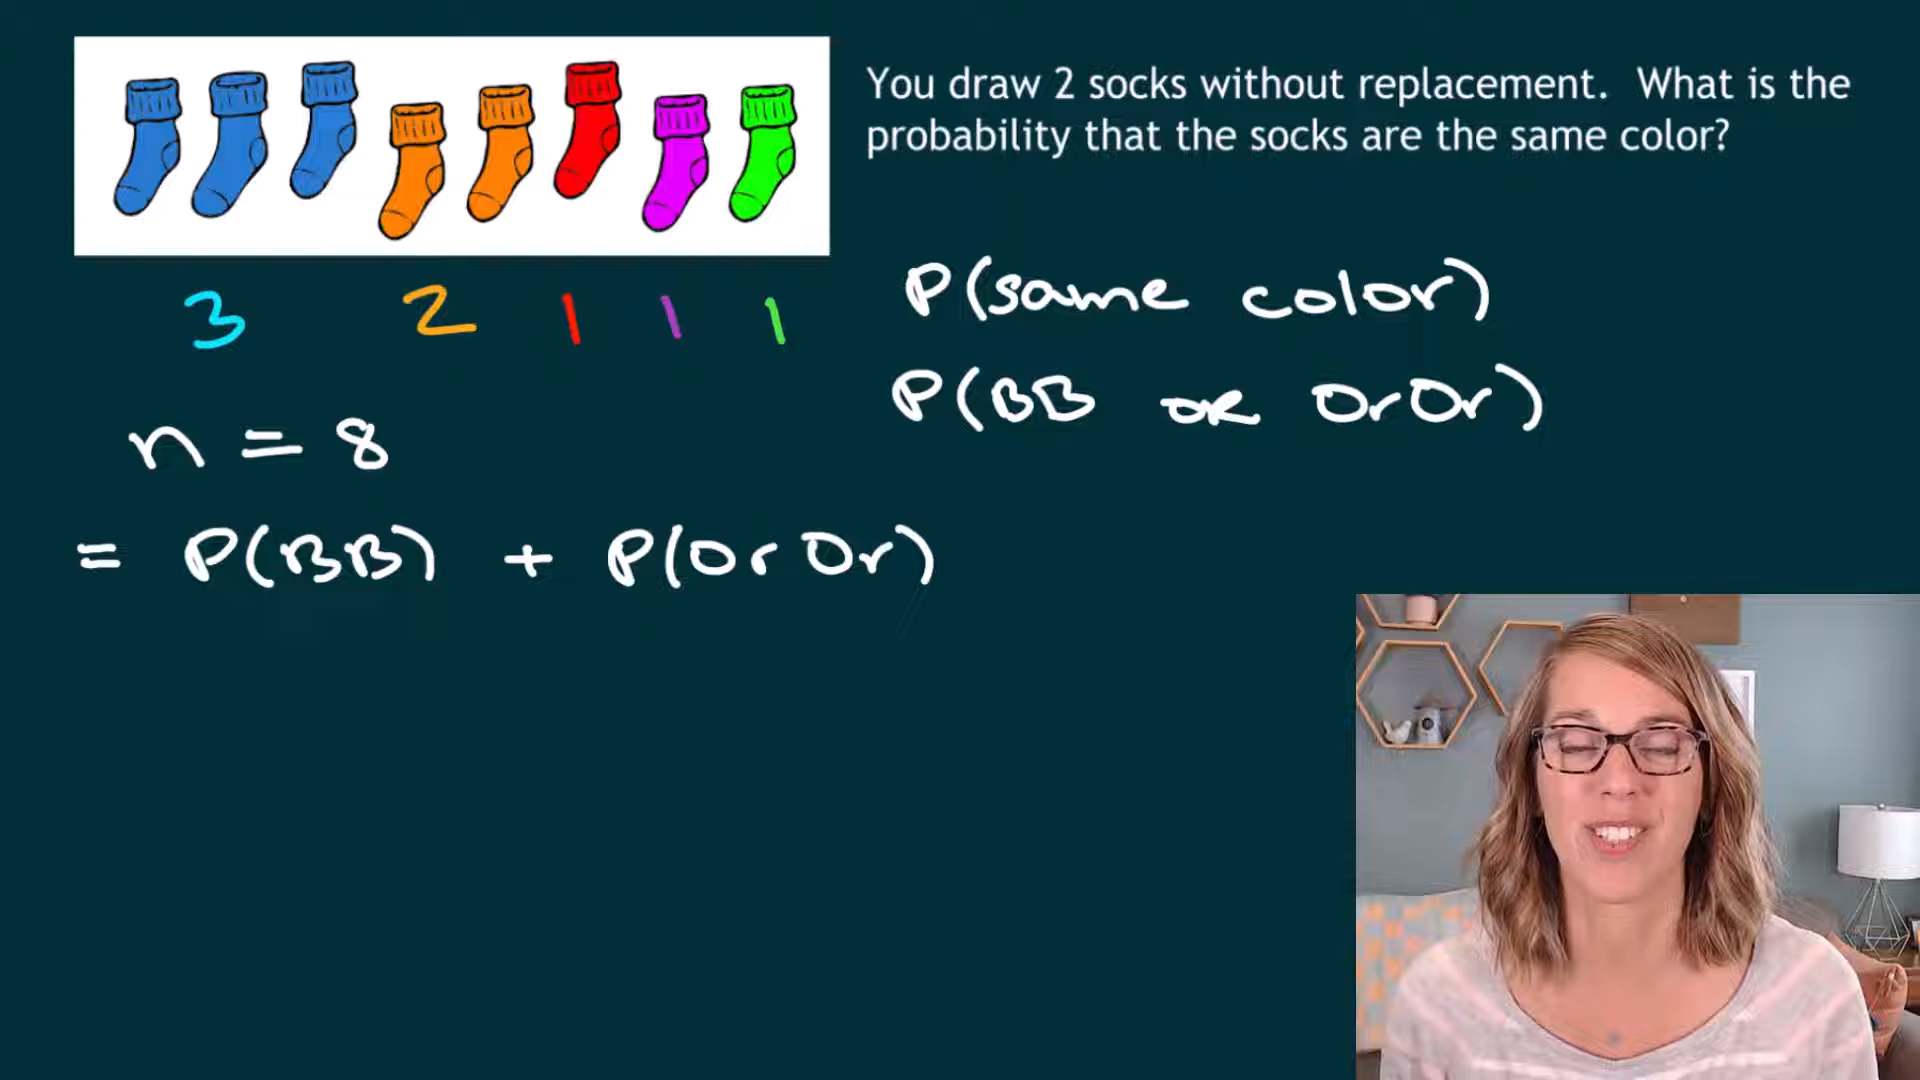 You draw 2 socks without replacement. What is the
probability that the socks are the same color?
3 2 1 1 1
P(same color)
P(BB OR OrOr)
n = 8
= P(BB) + P(OrOr)